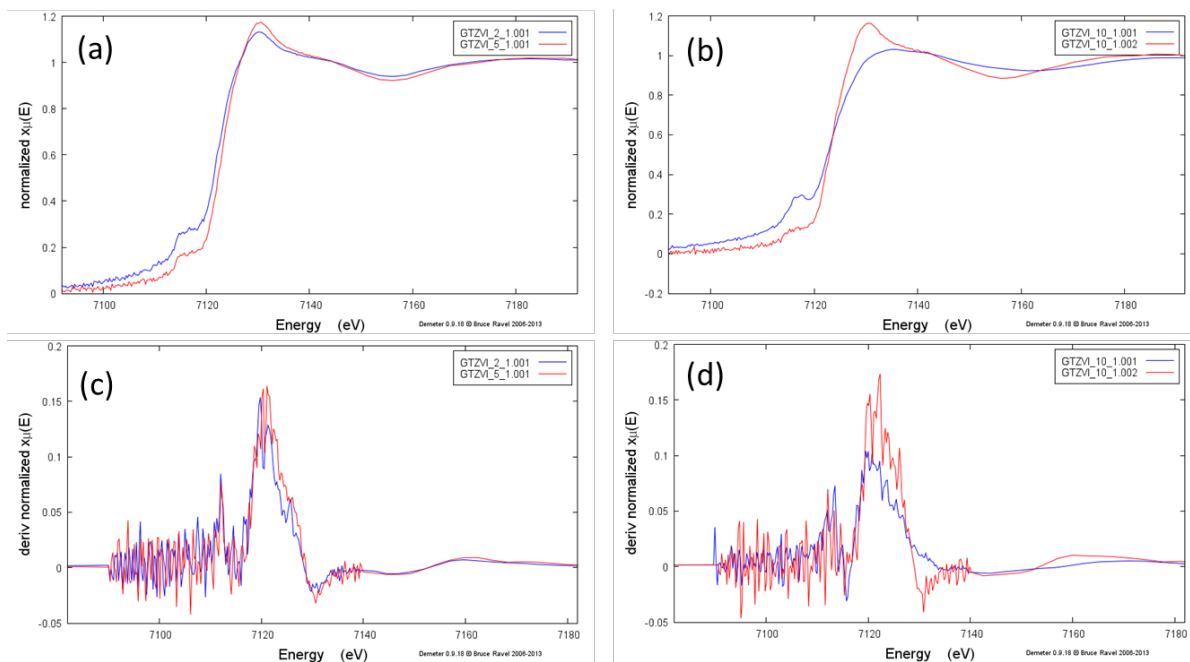 (a)
GTZVI_2_1.001
GTZVI_5_1.001
normalized xμ(E)
1.2
1
0.8
0.6
0.4
0.2
0
7100 7120 7140 7160 7180
Energy (eV)
Demeter 0.9.18 © Bruce Ravel 2006-2013
(b)
GTZVI_10_1.001
GTZVI_10_1.002
normalized xμ(E)
1.2
1
0.8
0.6
0.4
0.2
0
-0.2
7100 7120 7140 7160 7180
Energy (eV)
Demeter 0.9.18 © Bruce Ravel 2006-2013
(c)
GTZVI_2_1.001
GTZVI_5_1.001
deriv normalized xμ(E)
0.2
0.15
0.1
0.05
0
-0.05
7100 7120 7140 7160 7180
Energy (eV)
Demeter 0.9.18 © Bruce Ravel 2006-2013
(d)
GTZVI_10_1.001
GTZVI_10_1.002
deriv normalized xμ(E)
0.2
0.15
0.1
0.05
0
-0.05
7100 7120 7140 7160 7180
Energy (eV)
Demeter 0.9.18 © Bruce Ravel 2006-2013